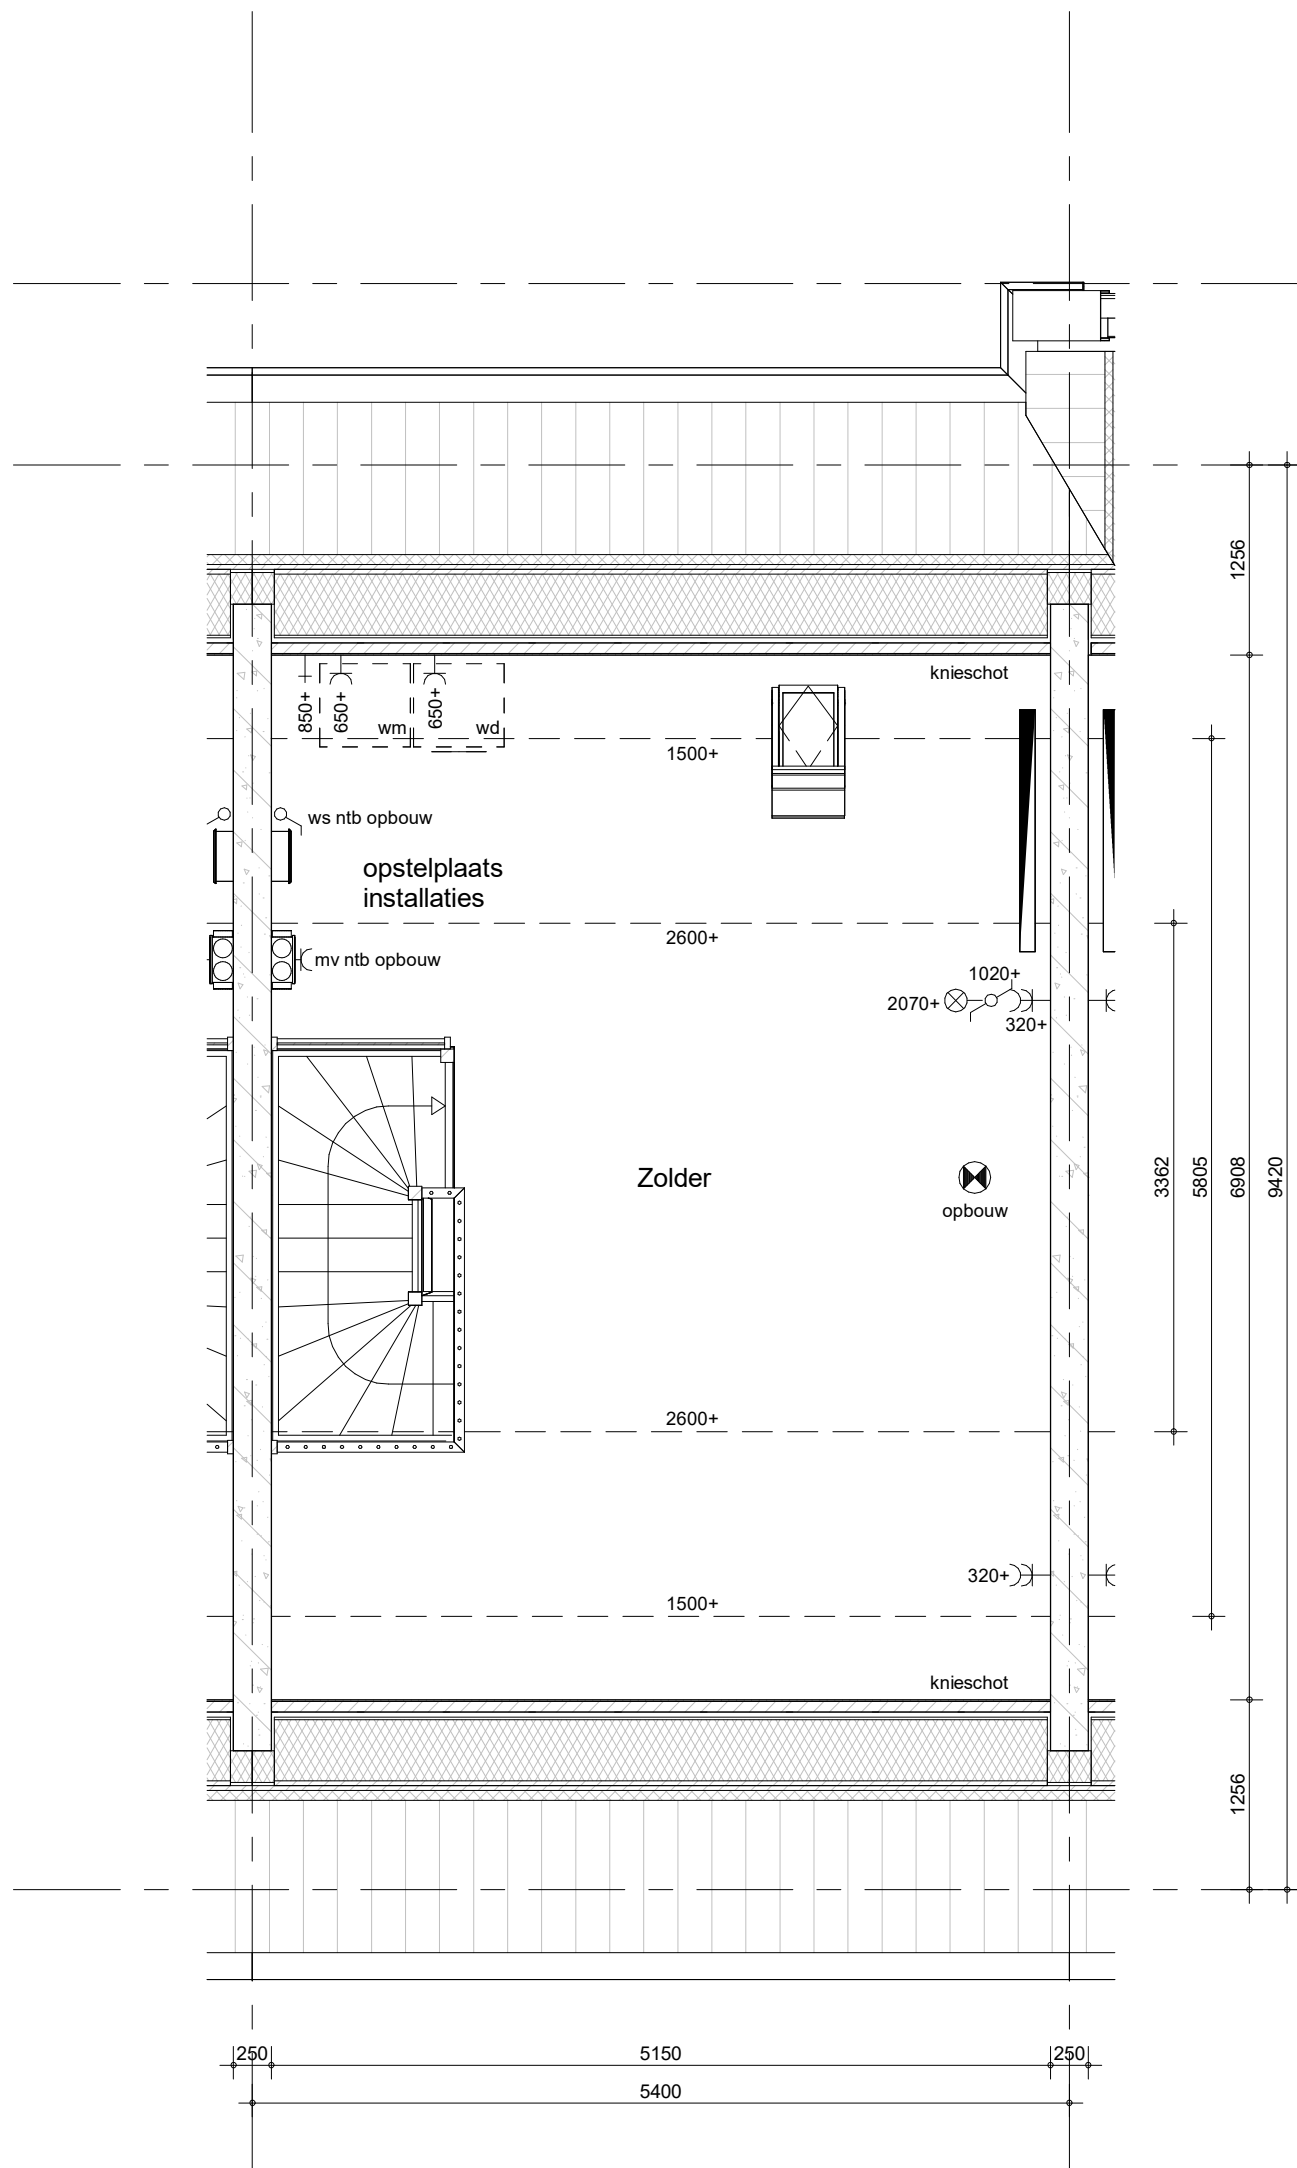 1256
knieschot
850+
650+
wm
650+
wd
1500+
ws ntb opbouw
opstelplaats
installaties
2600+
mv ntb opbouw
1020+
2070+
320+
Zolder
opbouw
3362
5805
6908
9420
2600+
320+
1500+
knieschot
1256
250
5150
250
5400